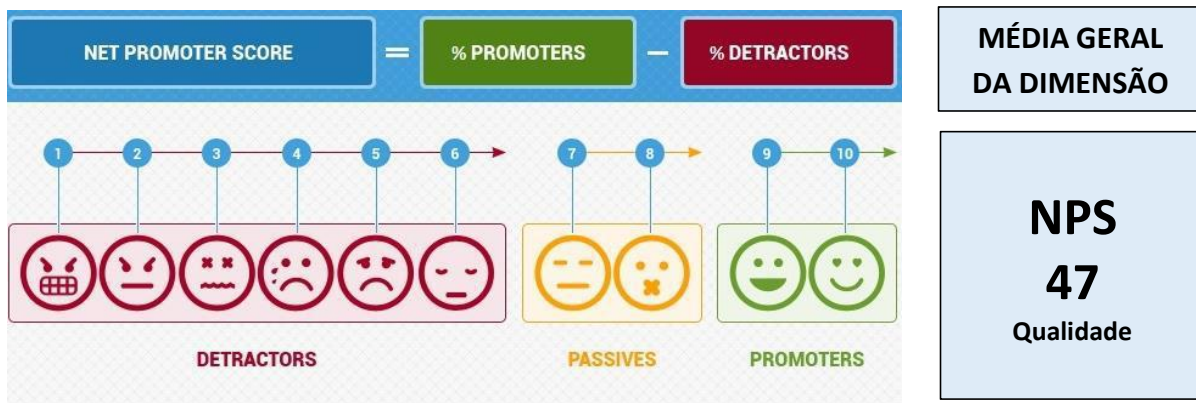 NET PROMOTER SCORE = % PROMOTERS − % DETRACTORS
1 2 3 4 5 6 7 8 9 10
DETRACTORS PASSIVES PROMOTERS
MÉDIA GERAL
DA DIMENSÃO
NPS
47
Qualidade